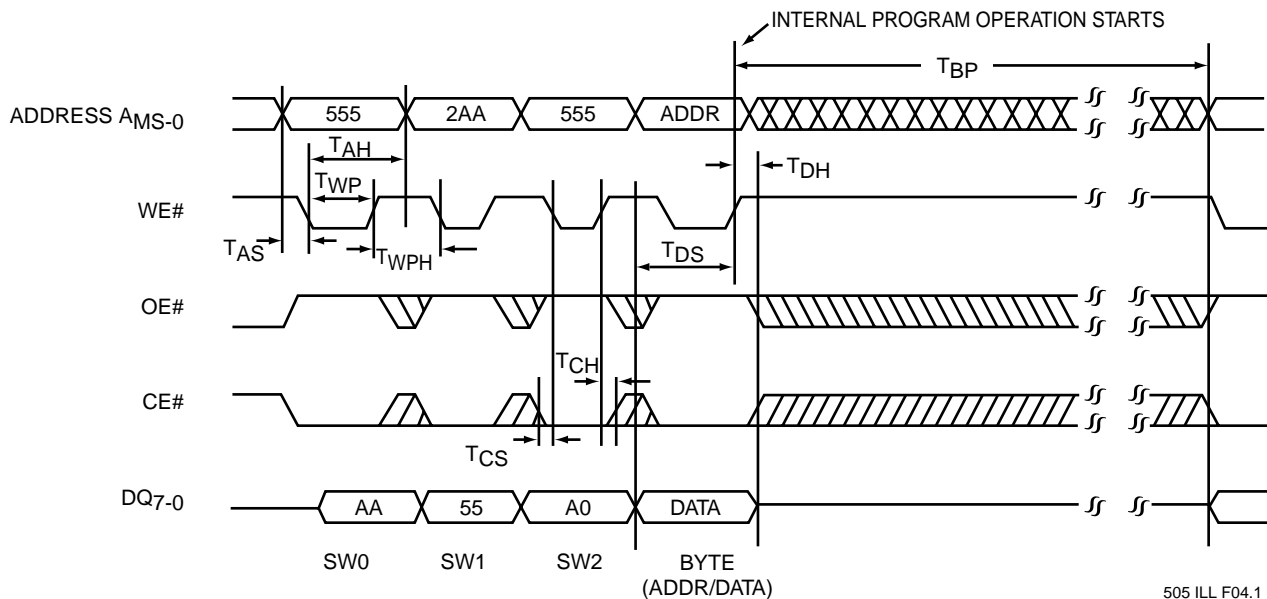 INTERNAL PROGRAM OPERATION STARTS
TBP
ADDRESS AMS-0
555
2AA
555
ADDR
TAH
TDH
TWP
WE#
TAS
TWPH
TDS
OE#
TCH
CE#
TCS
DQ7-0
AA
55
A0
DATA
SW0
SW1
SW2
BYTE
(ADDR/DATA)
505 ILL F04.1